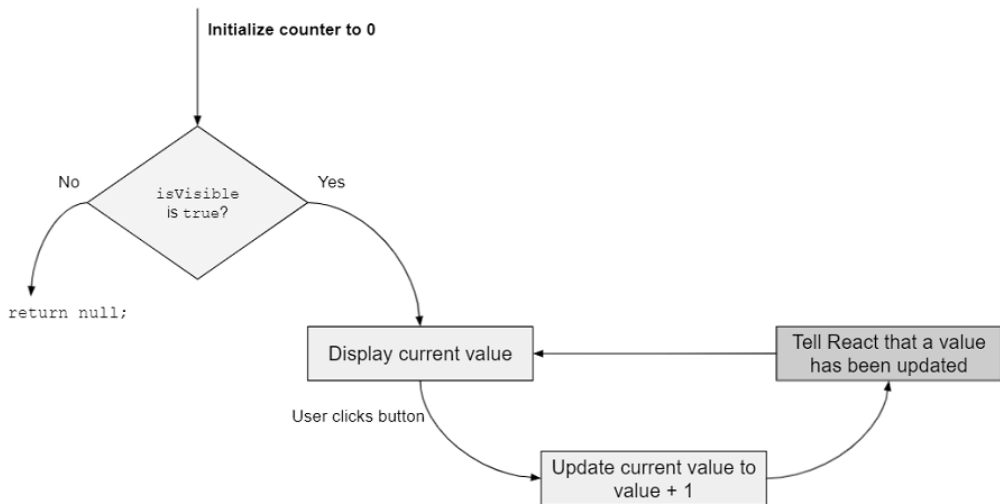 Initialize counter to 0
No
isVisible
is true?
Yes
return null;
Display current value
Tell React that a value
has been updated
User clicks button
Update current value to
value + 1